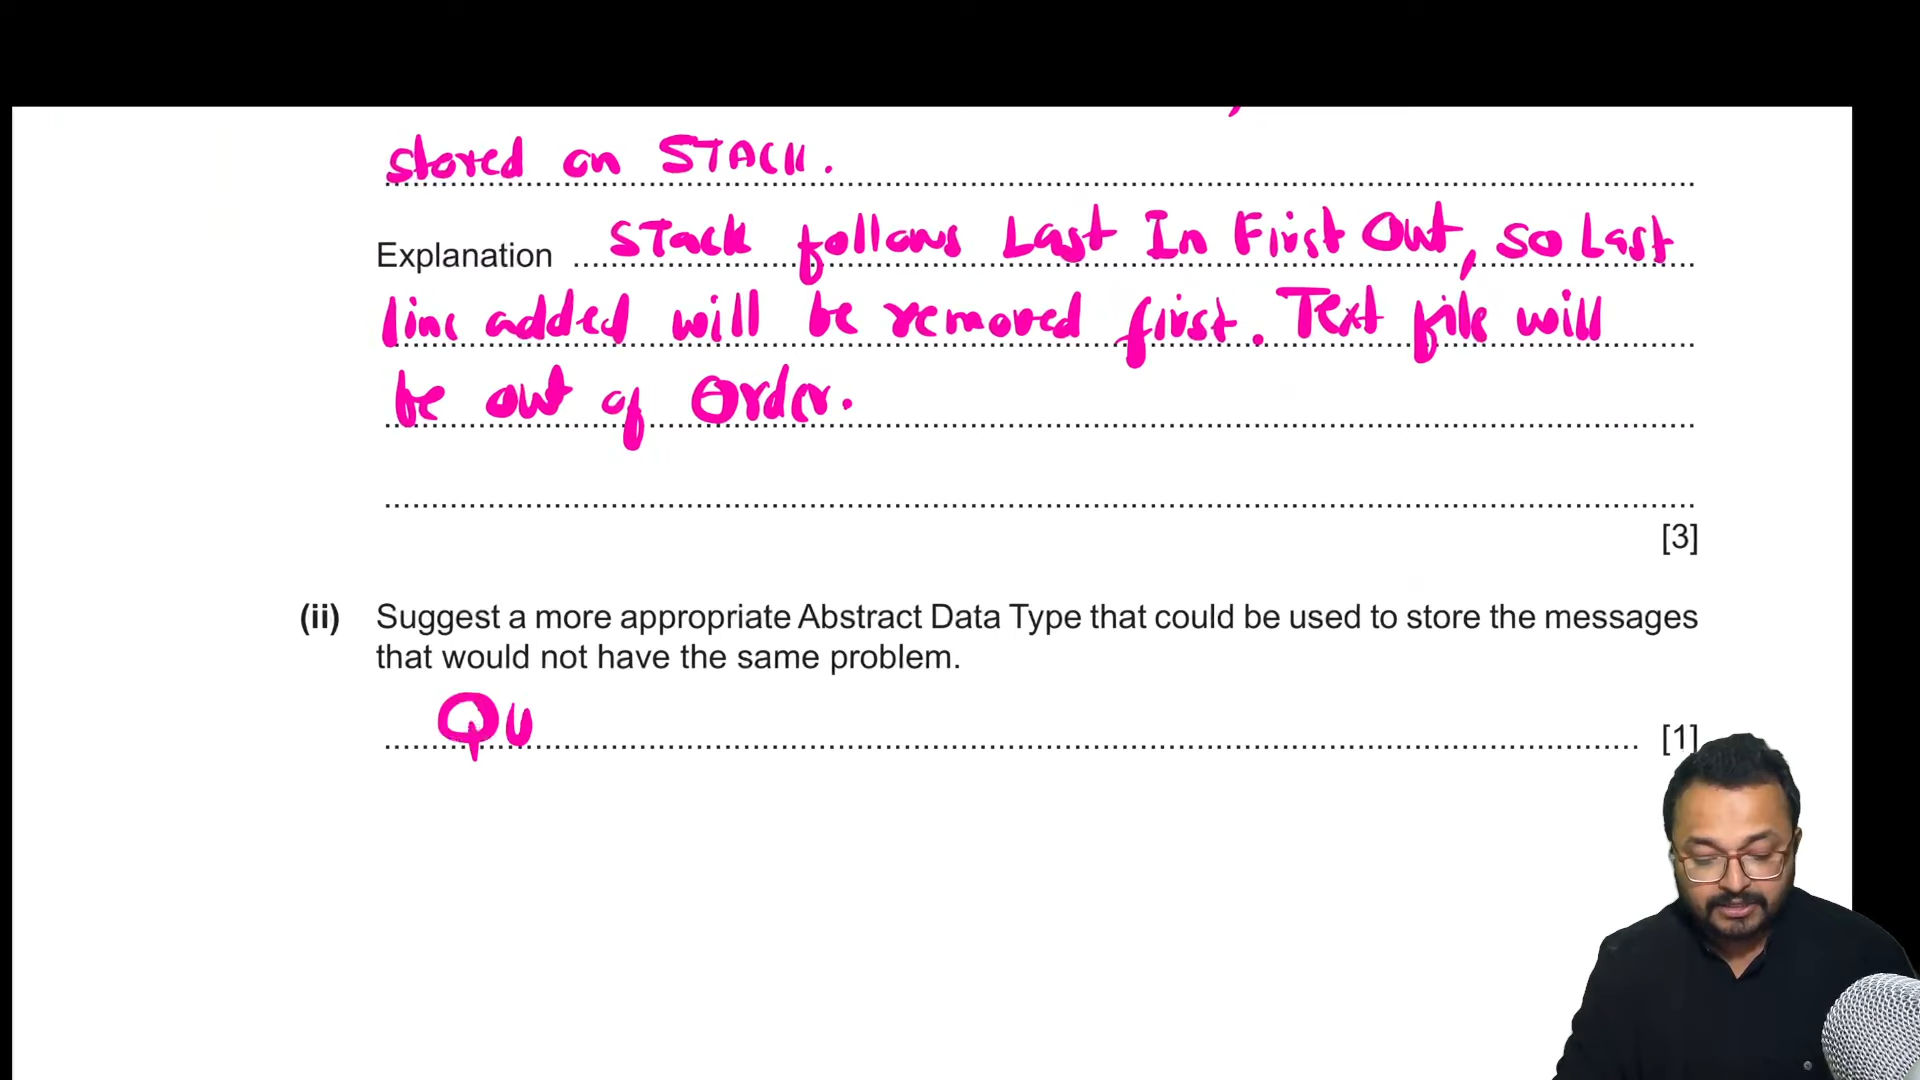 stored on STACK.
Explanation ........ Stack follows Last In First Out, so Last
line added will be removed first. Text file will
be out of Order.
[3]
(ii) Suggest a more appropriate Abstract Data Type that could be used to store the messages
that would not have the same problem.
QU ........ [1]